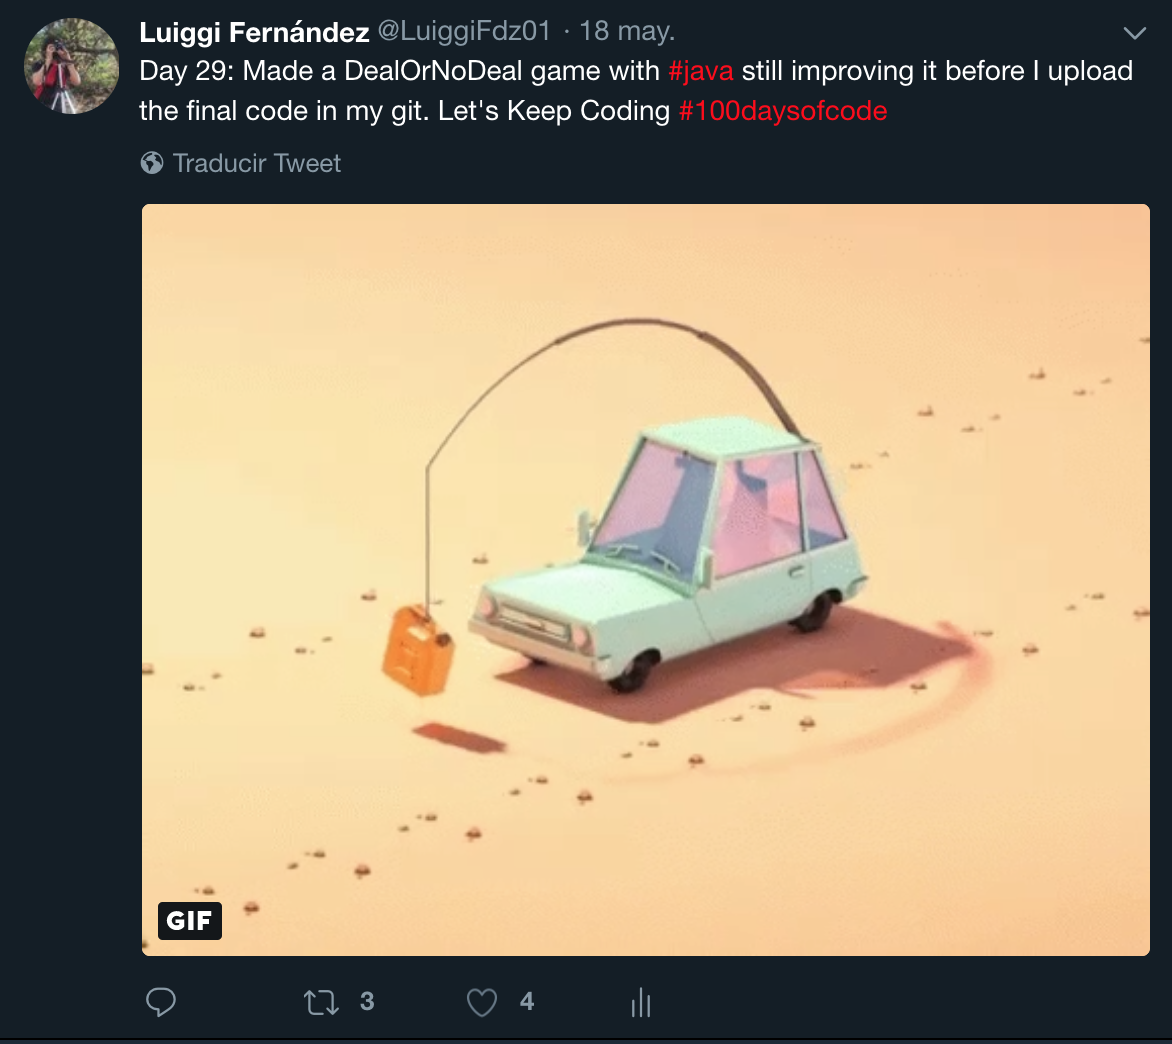 Luiggi Fernández @LuiggiFdz01 · 18 may.
Day 29: Made a DealOrNoDeal game with #java still improving it before I upload
the final code in my git. Let's Keep Coding #100daysofcode
Traducir Tweet
GIF
3 4